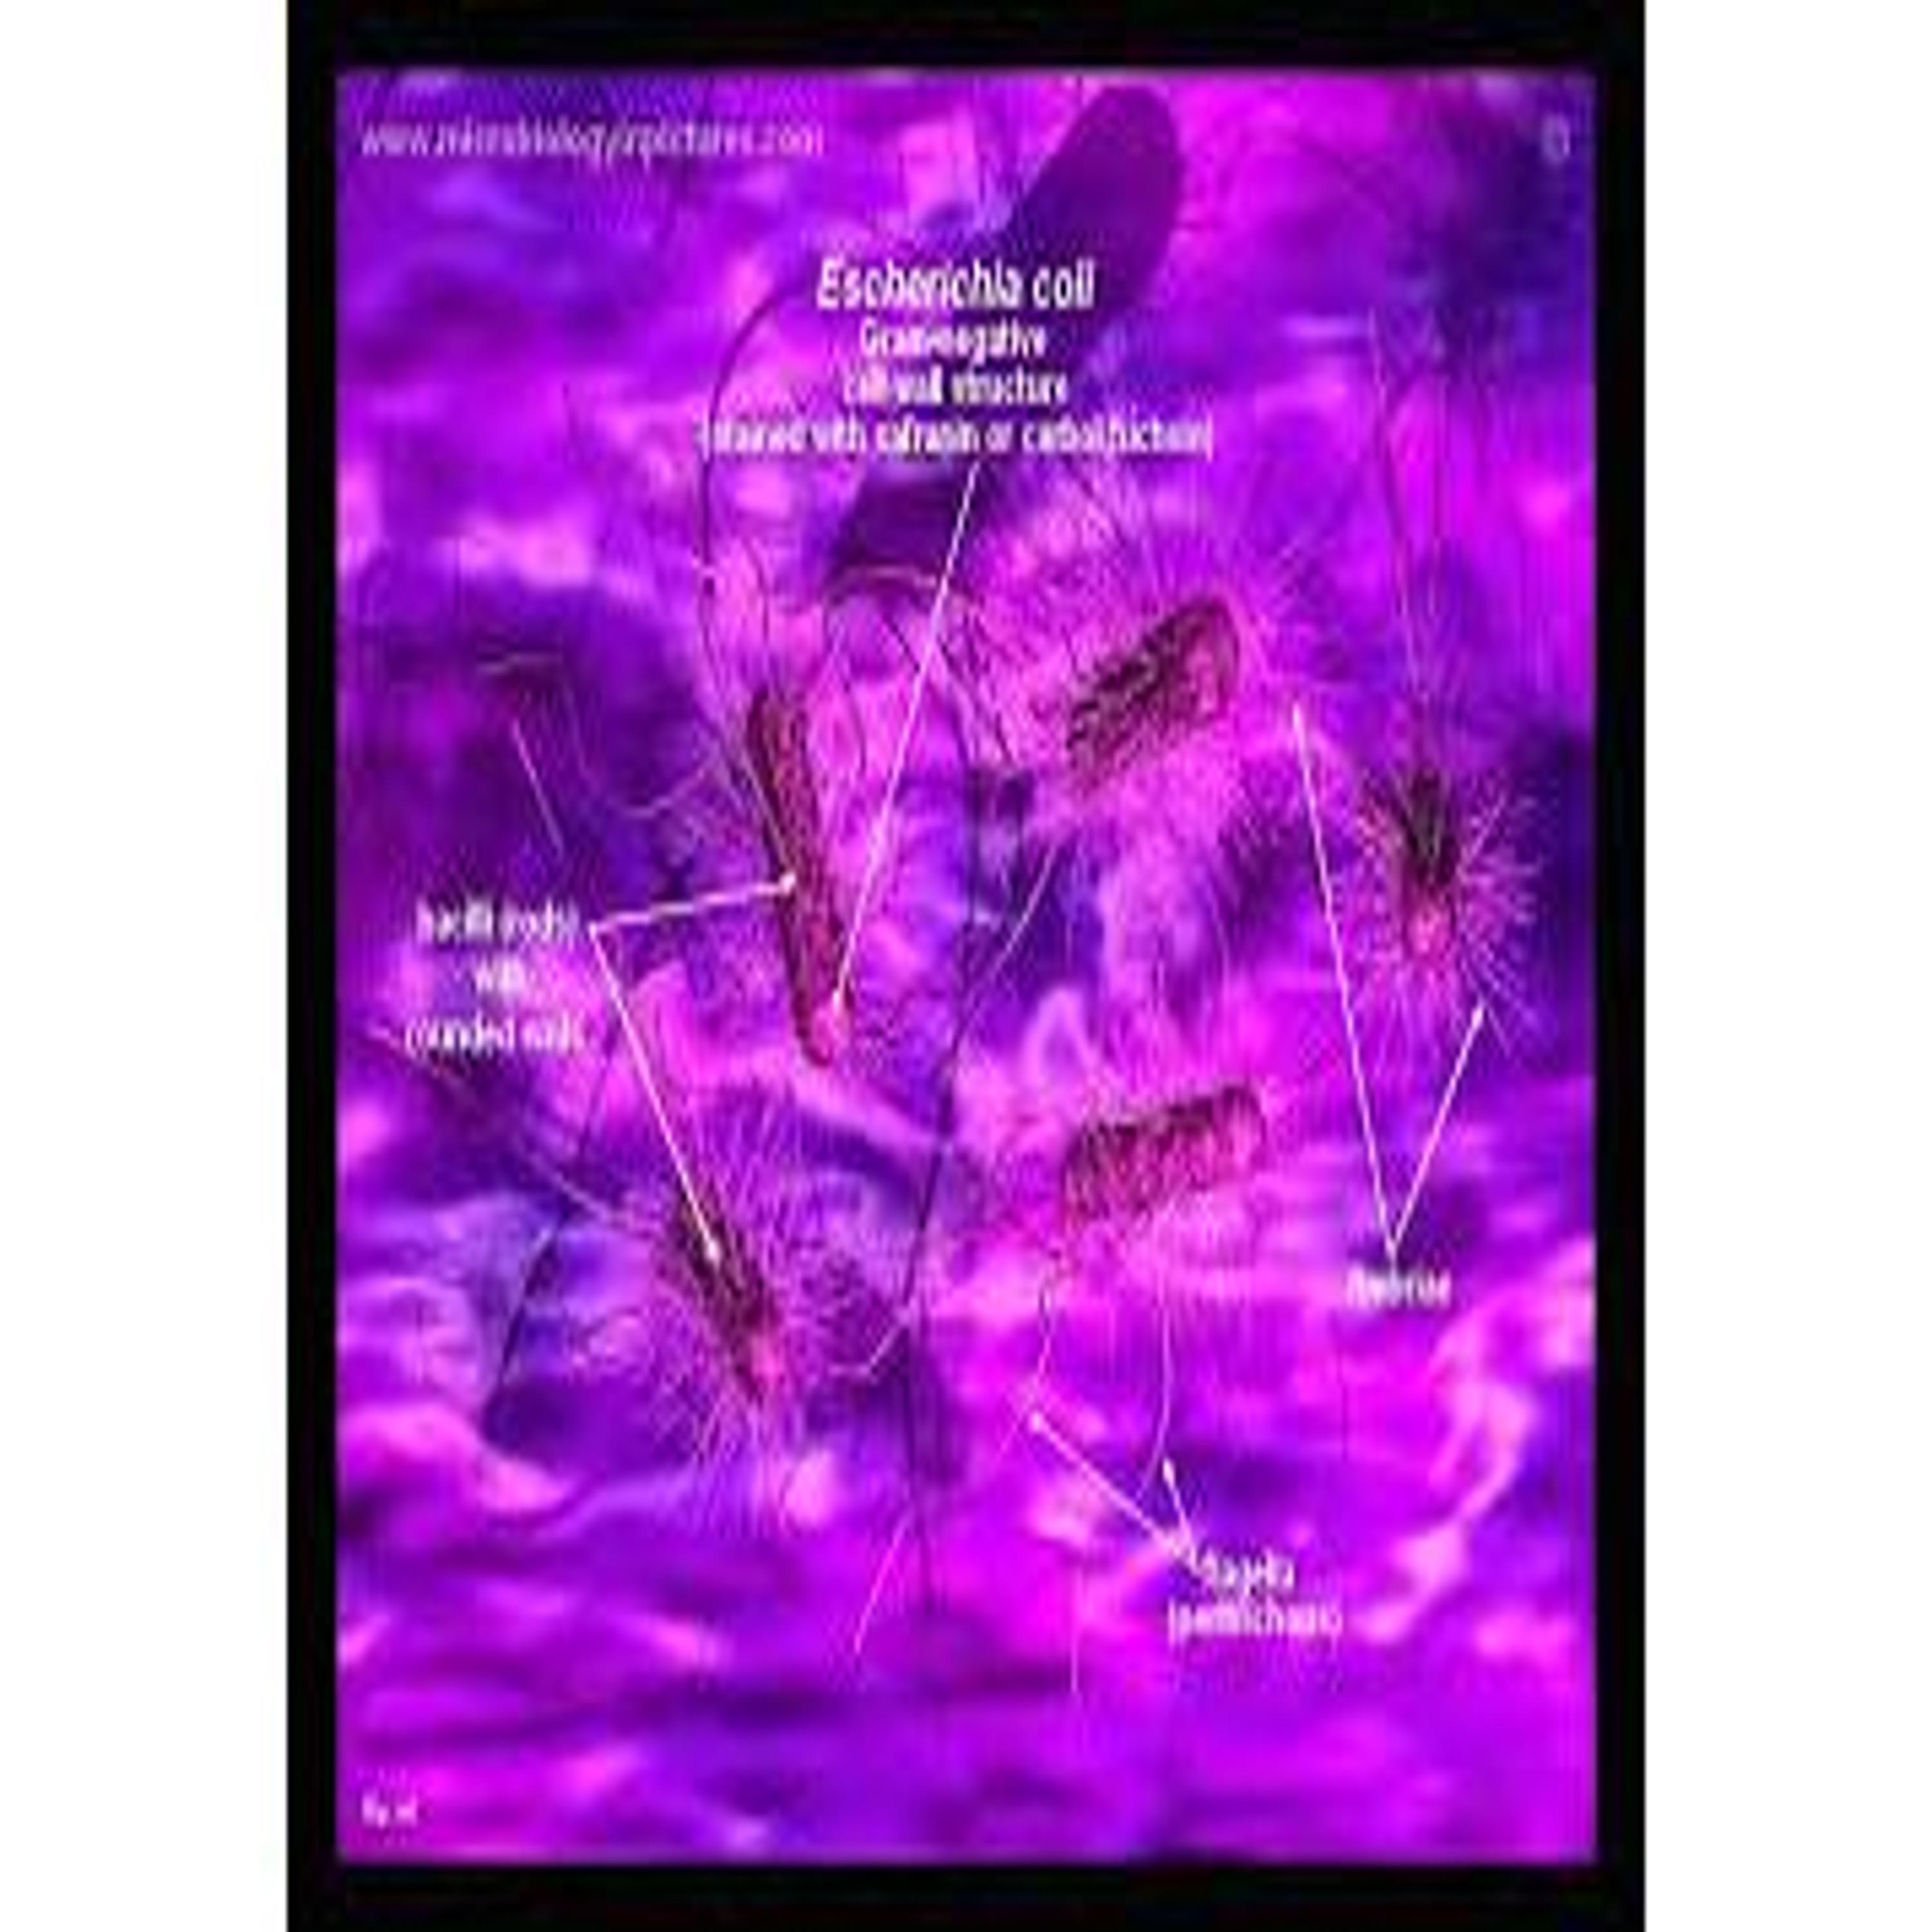 www.microbiologyinpictures.com
Escherichia coli
Gram-negative
cell wall structure
(stained with safranin or carbolfuchsin)
bacilli (rods)
with
rounded ends
fimbriae
flagella
(peritrichous)